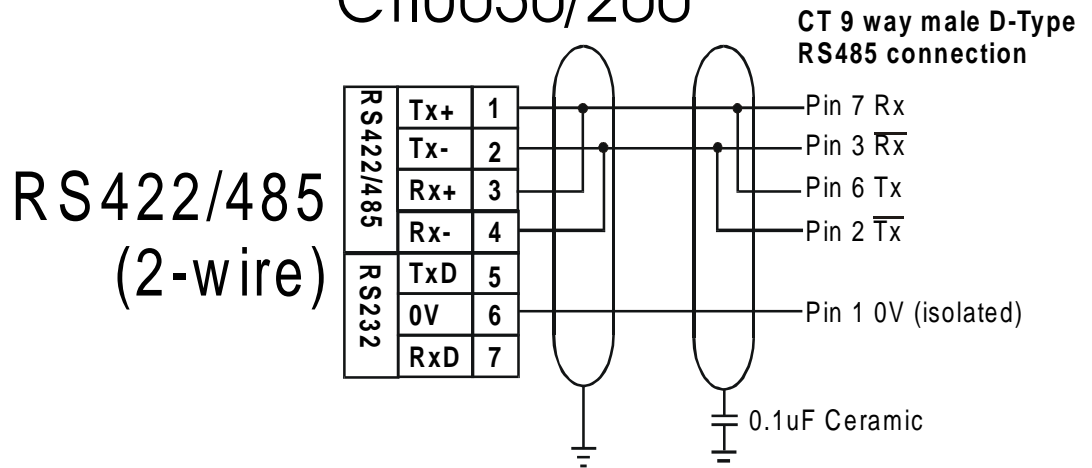 CT 9 way male D-Type
RS485 connection
RS422/485
(2-wire)
RS422/485
Tx+ 1
Tx- 2
Rx+ 3
Rx- 4
RS232
TxD 5
0V 6
RxD 7
Pin 7 Rx
Pin 3 Rx
Pin 6 Tx
Pin 2 Tx
Pin 1 0V (isolated)
0.1uF Ceramic